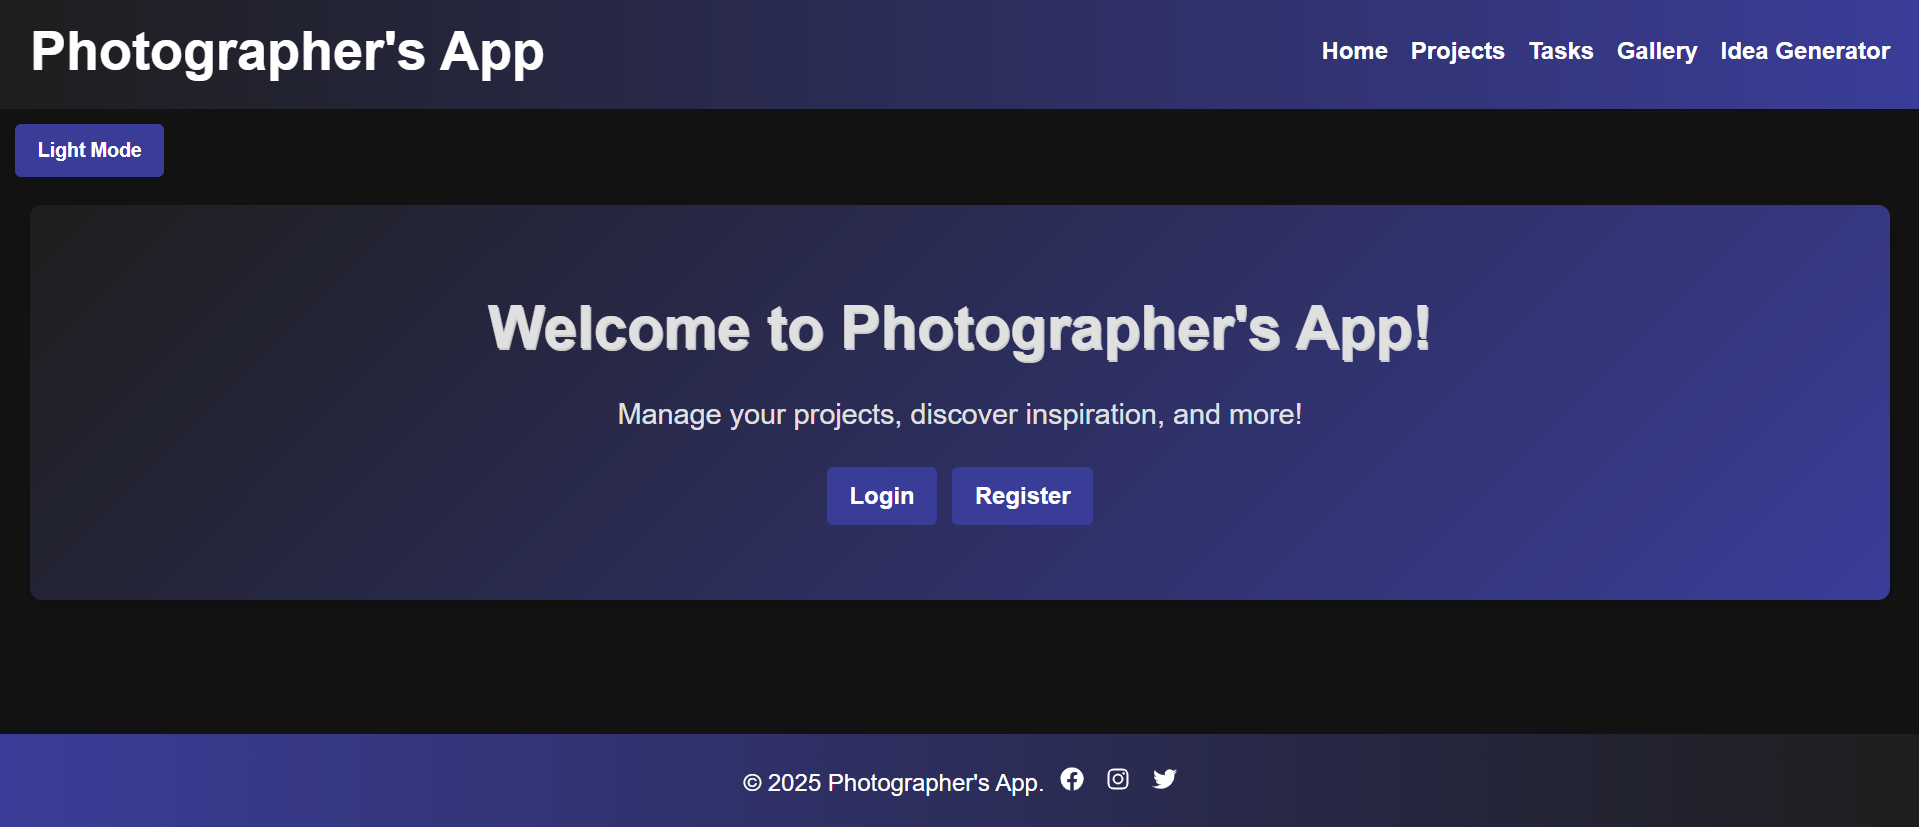 Photographer's App
Home Projects Tasks Gallery Idea Generator
Light Mode
Welcome to Photographer's App!
Manage your projects, discover inspiration, and more!
Login Register
© 2025 Photographer's App.